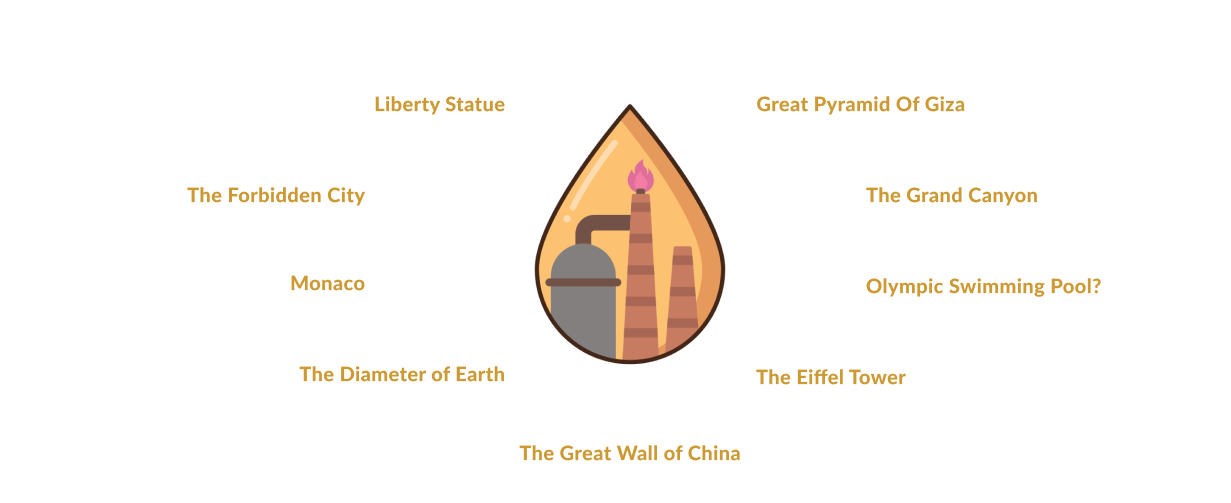 Liberty Statue
Great Pyramid Of Giza
The Forbidden City
The Grand Canyon
Monaco
Olympic Swimming Pool?
The Diameter of Earth
The Eiffel Tower
The Great Wall of China